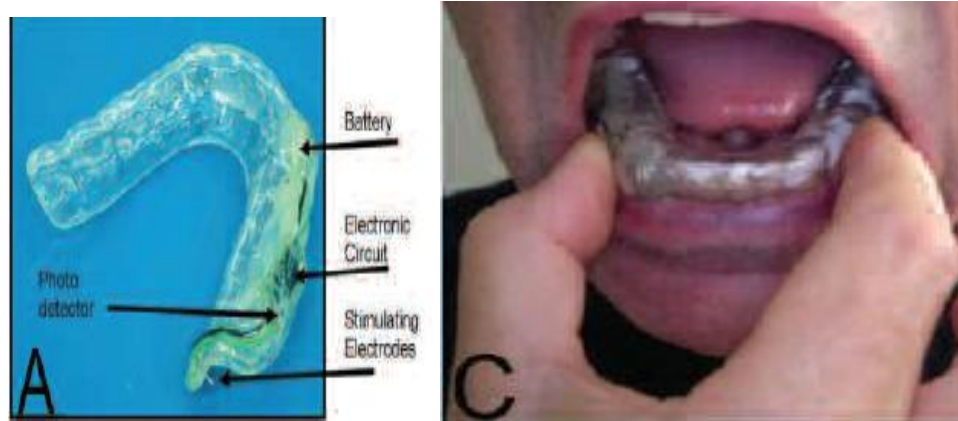 Battery
Electronic
Circuit
Photo
detector
Stimulating
Electrodes
A
C